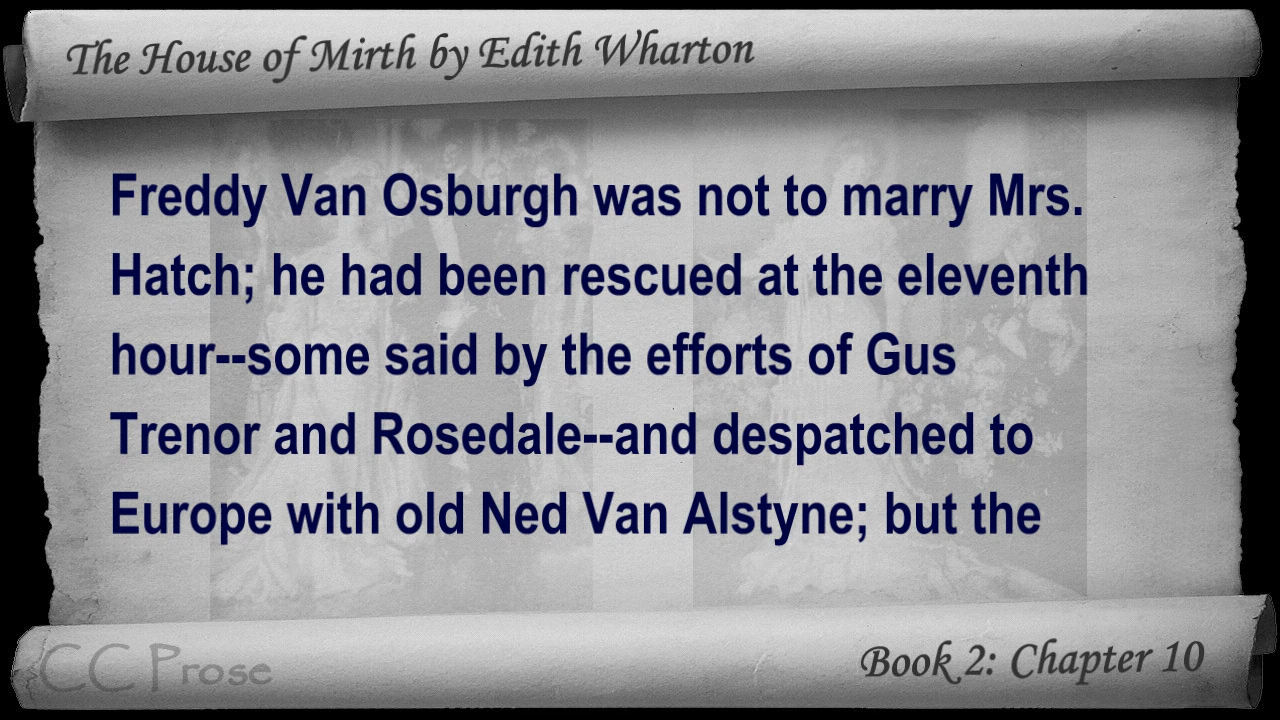 The House of Mirth by Edith Wharton
Freddy Van Osburgh was not to marry Mrs.
Hatch; he had been rescued at the eleventh
hour--some said by the efforts of Gus
Trenor and Rosedale--and despatched to
Europe with old Ned Van Alstyne; but the
CC Prose
Book 2: Chapter 10